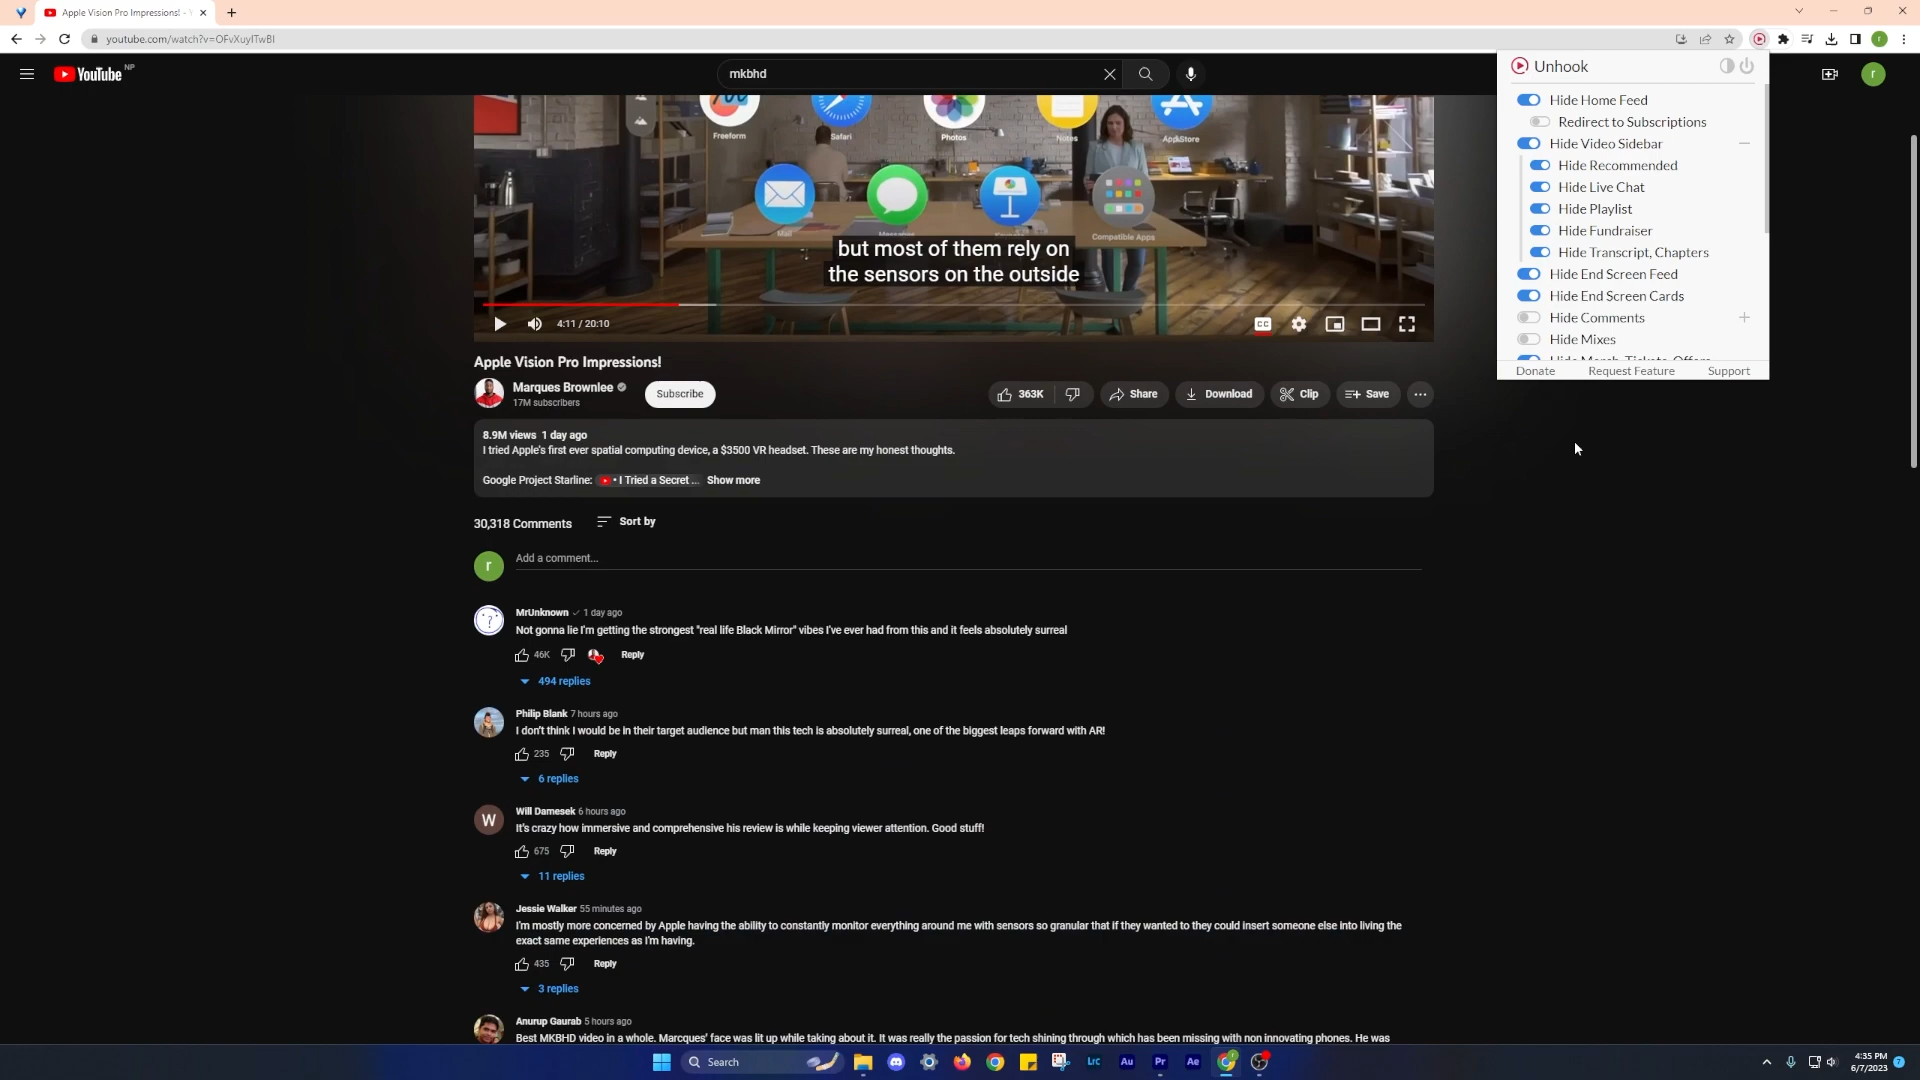 Apple Vision Pro Impressions! -
youtube.com/watch?v=OFvXuyITwBI
YouTube NP
mkbhd
r
Unhook
Hide Home Feed
Redirect to Subscriptions
Hide Video Sidebar
Hide Recommended
Hide Live Chat
Hide Playlist
Hide Fundraiser
Hide Transcript, Chapters
Hide End Screen Feed
Hide End Screen Cards
Hide Comments
Hide Mixes
Hide Merch, Tickets, Offers
Donate Request Feature Support
Freeform Safari Photos Notes App Store
Mail Compatible Apps
but most of them rely on
the sensors on the outside
4:11 / 20:10
CC
Apple Vision Pro Impressions!
Marques Brownlee
17M subscribers
Subscribe
363K Share Download Clip Save
8.9M views 1 day ago
I tried Apple's first ever spatial computing device, a $3500 VR headset. These are my honest thoughts.
Google Project Starline: • I Tried a Secret ... Show more
30,318 Comments Sort by
r Add a comment...
MrUnknown 1 day ago
Not gonna lie I'm getting the strongest "real life Black Mirror" vibes I've ever had from this and it feels absolutely surreal
46K Reply
494 replies
Philip Blank 7 hours ago
I don't think I would be in their target audience but man this tech is absolutely surreal, one of the biggest leaps forward with AR!
235 Reply
6 replies
W Will Damesek 6 hours ago
It's crazy how immersive and comprehensive his review is while keeping viewer attention. Good stuff!
675 Reply
11 replies
Jessie Walker 55 minutes ago
I'm mostly more concerned by Apple having the ability to constantly monitor everything around me with sensors so granular that if they wanted to they could insert someone else into living the
exact same experiences as I'm having.
435 Reply
3 replies
Anurup Gaurab 5 hours ago
Best MKBHD video in a whole. Marcques' face was lit up while taking about it. It was really the passion for tech shining through which has been missing with non innovating phones. He was
Search
Lrc Au Pr Ae
4:35 PM
6/7/2023
7